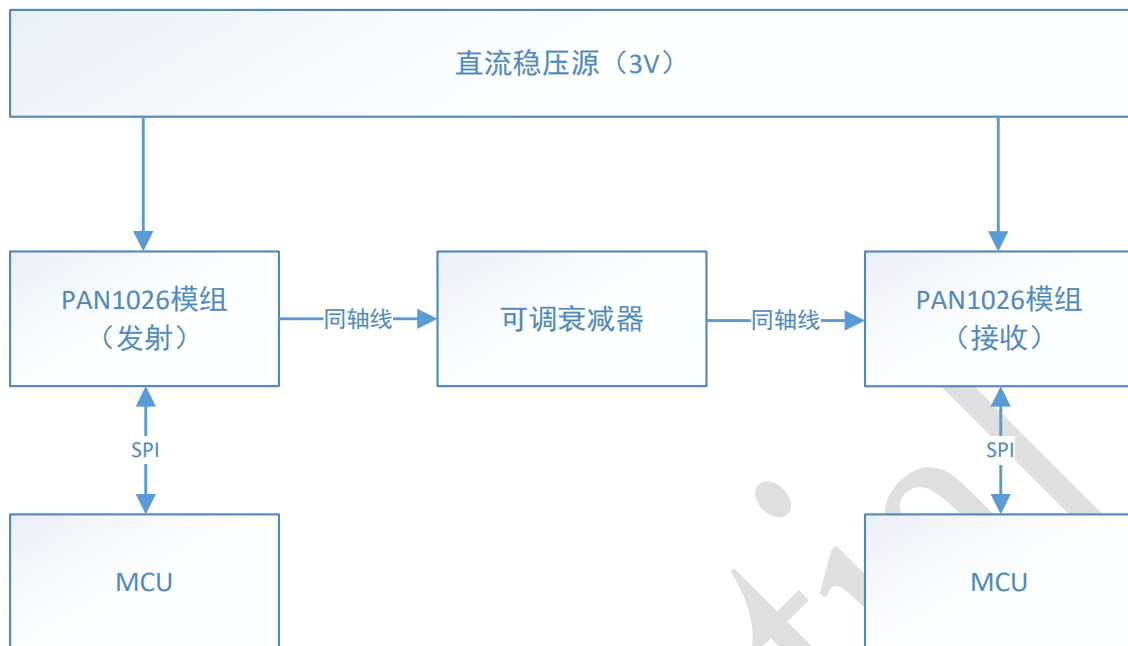 直流稳压源（3V）
PAN1026模组
（发射）
同轴线
可调衰减器
同轴线
PAN1026模组
（接收）
SPI
SPI
MCU
MCU